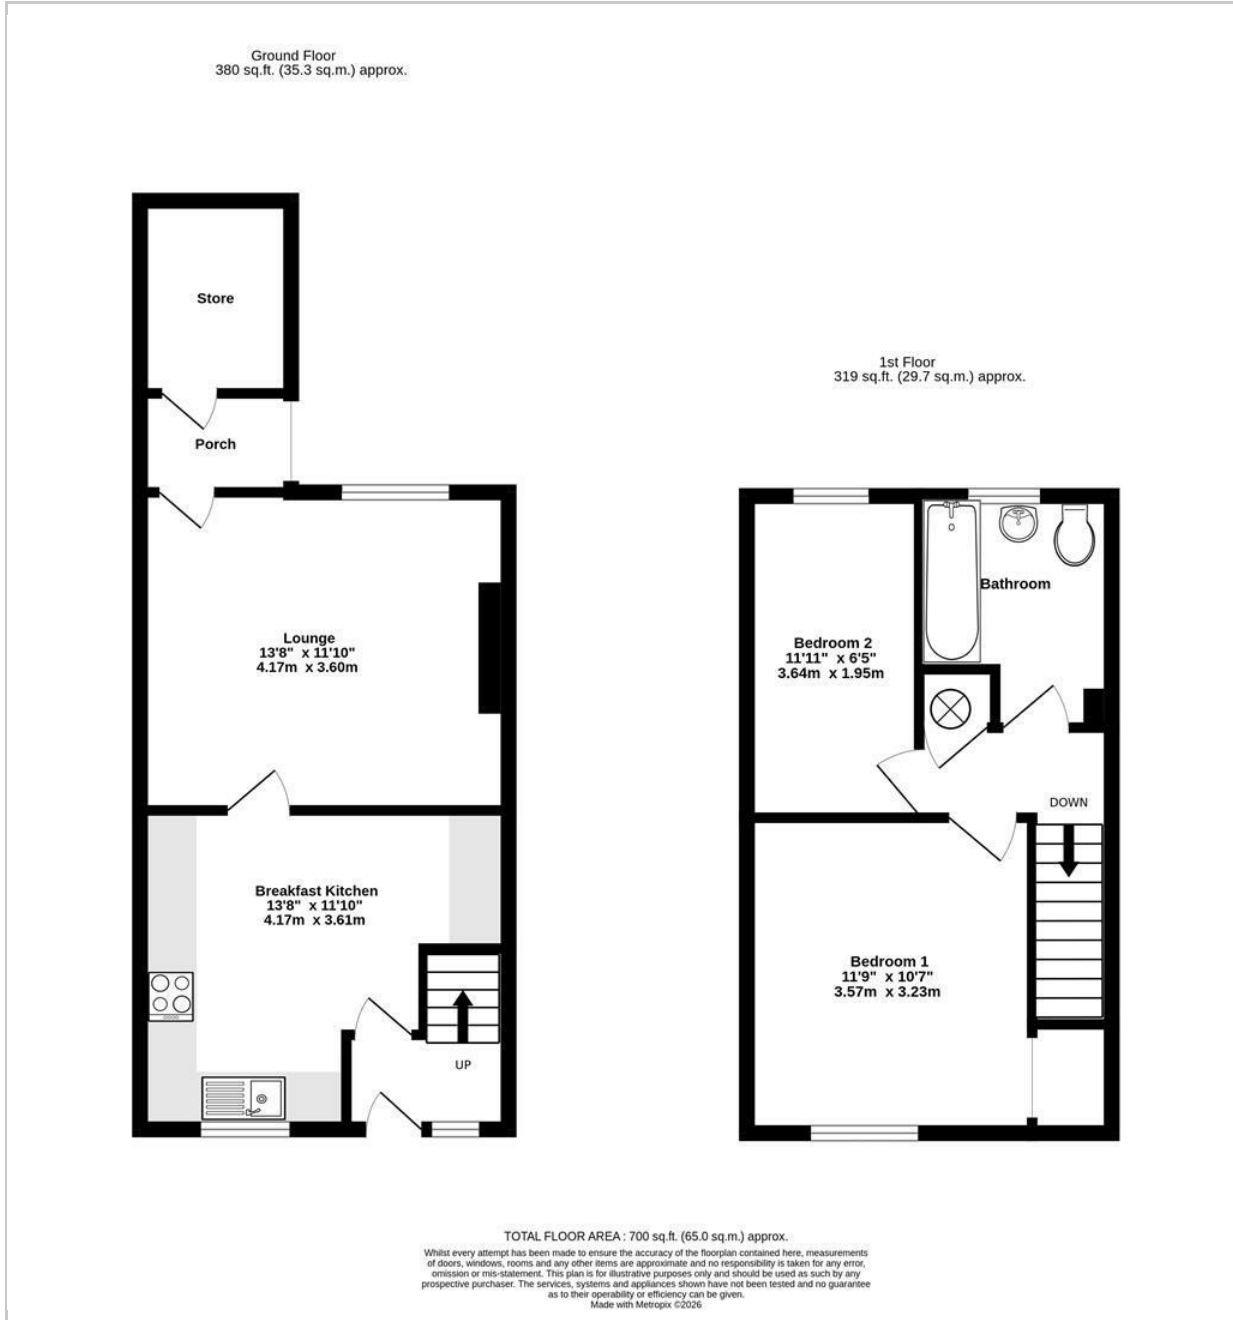 Ground Floor
380 sq.ft. (35.3 sq.m.) approx.
Store
Porch
Lounge
13'8" x 11'10"
4.17m x 3.60m
Breakfast Kitchen
13'8" x 11'10"
4.17m x 3.61m
UP
1st Floor
319 sq.ft. (29.7 sq.m.) approx.
Bathroom
Bedroom 2
11'11" x 6'5"
3.64m x 1.95m
DOWN
Bedroom 1
11'9" x 10'7"
3.57m x 3.23m
TOTAL FLOOR AREA : 700 sq.ft. (65.0 sq.m.) approx.
Whilst every attempt has been made to ensure the accuracy of the floorplan contained here, measurements
of doors, windows, rooms and any other items are approximate and no responsibility is taken for any error,
omission or mis-statement. This plan is for illustrative purposes only and should be used as such by any
prospective purchaser. The services, systems and appliances shown have not been tested and no guarantee
as to their operability or efficiency can be given.
Made with Metropix ©2026